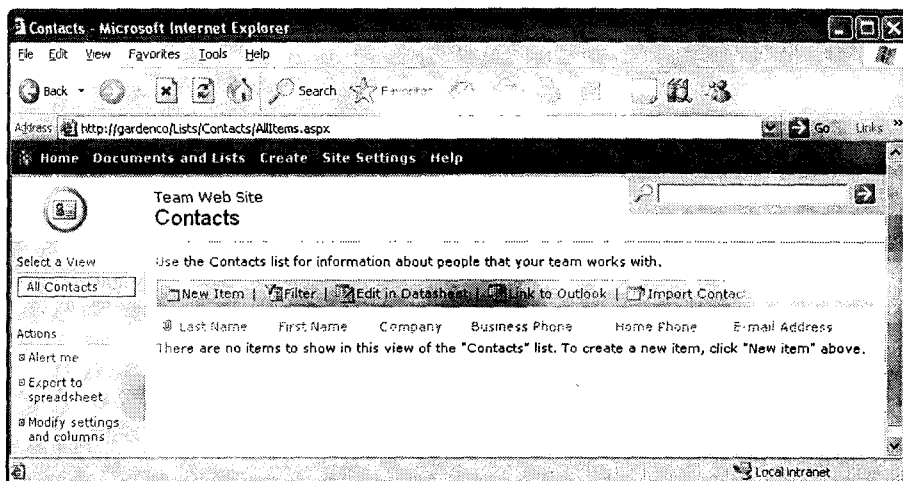 Contacts - Microsoft Internet Explorer
File Edit View Favorites Tools Help
Back Search Favorites
Address http://gardenco/Lists/Contacts/AllItems.aspx Go Links »
Home Documents and Lists Create Site Settings Help
Team Web Site
Contacts
Select a View
All Contacts
Use the Contacts list for information about people that your team works with.
New Item | Filter | Edit in Datasheet | Link to Outlook | Import Contac
Last Name First Name Company Business Phone Home Phone E-mail Address
There are no items to show in this view of the "Contacts" list. To create a new item, click "New item" above.
Actions
Alert me
Export to
spreadsheet
Modify settings
and columns
Local intranet